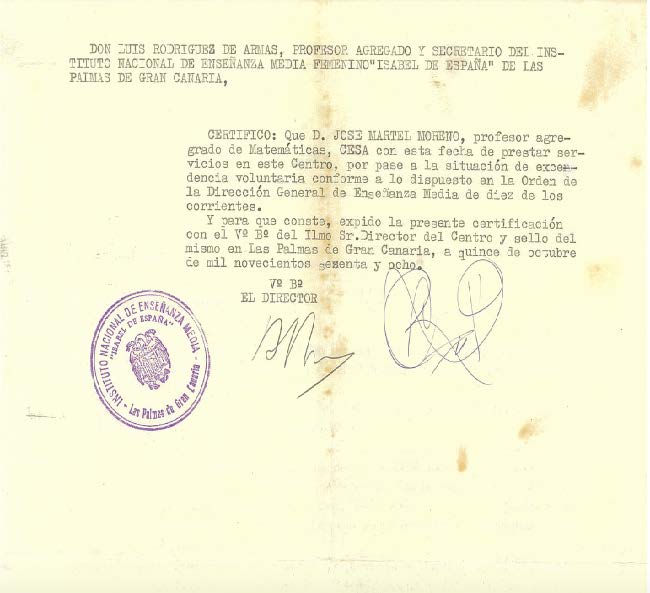 DON LUIS RODRIGUEZ DE ARMAS, PROFESOR AGREGADO Y SECRETARIO DEL INS-
TITUTO NACIONAL DE ENSEÑANZA MEDIA FEMENINO"ISABEL DE ESPAÑA" DE LAS
PALMAS DE GRAN CANARIA,
CERTIFICO: Que D. JOSE MARTEL MORENO, profesor agre-
grado de Matemáticas, CESA con esta fecha de prestar ser-
vicios en este Centro, por pase a la situación de exceн-
dencia voluntaria conforme a lo dispuesto en la Orden de
la Dirección General de Enseñanza Media de diez de los
corrientes.
Y para que conste, expido la presente certificación
con el Vº Bº del Ilmo Sr.Director del Centro y sello del
mismo en Las Palmas de Gran Canaria, a quince de octubre
de mil novecientos sezenta y ocho.
Vº Bº
EL DIRECTOR
INSTITUTO NACIONAL DE ENSEÑANZA MEDIA
"ISABEL DE ESPAÑA"
- Las Palmas de Gran Canaria -